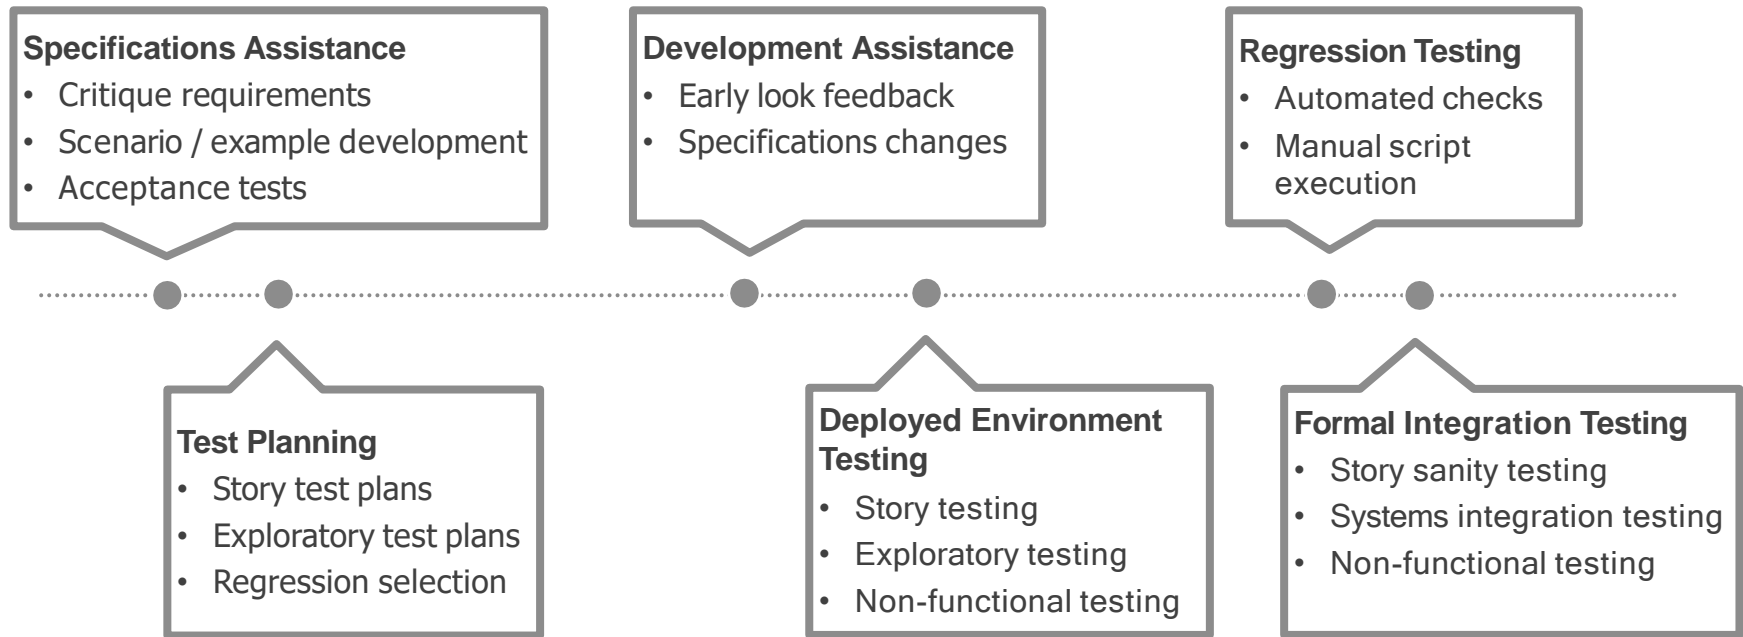 Specifications Assistance
• Critique requirements
• Scenario / example development
• Acceptance tests
Development Assistance
• Early look feedback
• Specifications changes
Regression Testing
• Automated checks
• Manual script
execution
Test Planning
• Story test plans
• Exploratory test plans
• Regression selection
Deployed Environment
Testing
• Story testing
• Exploratory testing
• Non-functional testing
Formal Integration Testing
• Story sanity testing
• Systems integration testing
• Non-functional testing